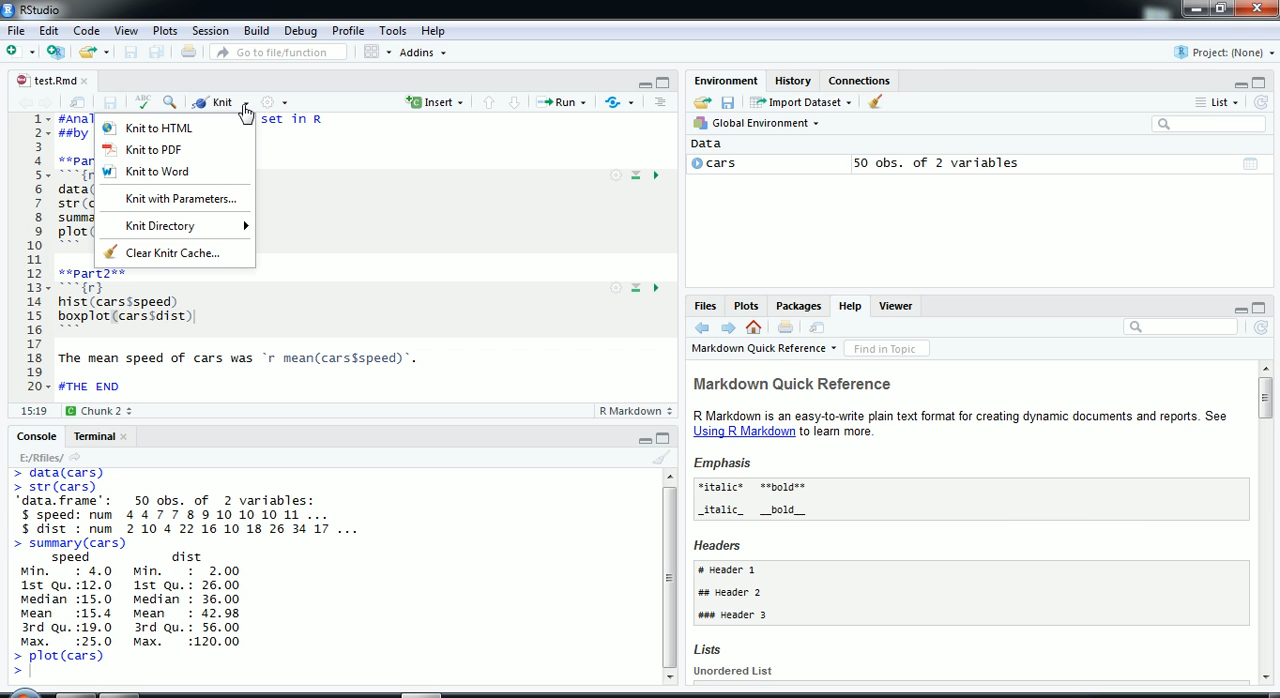 RStudio
File Edit Code View Plots Session Build Debug Profile Tools Help
Go to file/function Addins Project: (None)
test.Rmd
ABC Knit Insert Run
1 #Anal set in R
2 ##by
3
4 **Par
5 ```{r
6 data(
7 str(c
8 summa
9 plot(
10 ```
11
12 **Part2**
13 ```{r}
14 hist(cars$speed)
15 boxplot(cars$dist)
16 ```
17
18 The mean speed of cars was `r mean(cars$speed)`.
19
20 #THE END
Knit to HTML
Knit to PDF
Knit to Word
Knit with Parameters...
Knit Directory
Clear Knitr Cache...
15:19 Chunk 2 R Markdown
Console Terminal
E:/Rfiles/
> data(cars)
> str(cars)
'data.frame': 50 obs. of 2 variables:
$ speed: num 4 4 7 7 8 9 10 10 10 11 ...
$ dist : num 2 10 4 22 16 10 18 26 34 17 ...
> summary(cars)
speed dist
Min. : 4.0 Min. : 2.00
1st Qu.:12.0 1st Qu.: 26.00
Median :15.0 Median : 36.00
Mean :15.4 Mean : 42.98
3rd Qu.:19.0 3rd Qu.: 56.00
Max. :25.0 Max. :120.00
> plot(cars)
>
Environment History Connections
Import Dataset List
Global Environment
Data
cars 50 obs. of 2 variables
Files Plots Packages Help Viewer
Markdown Quick Reference Find in Topic
Markdown Quick Reference
R Markdown is an easy-to-write plain text format for creating dynamic documents and reports. See
Using R Markdown to learn more.
Emphasis
*italic* **bold**
_italic_ __bold__
Headers
# Header 1
## Header 2
### Header 3
Lists
Unordered List